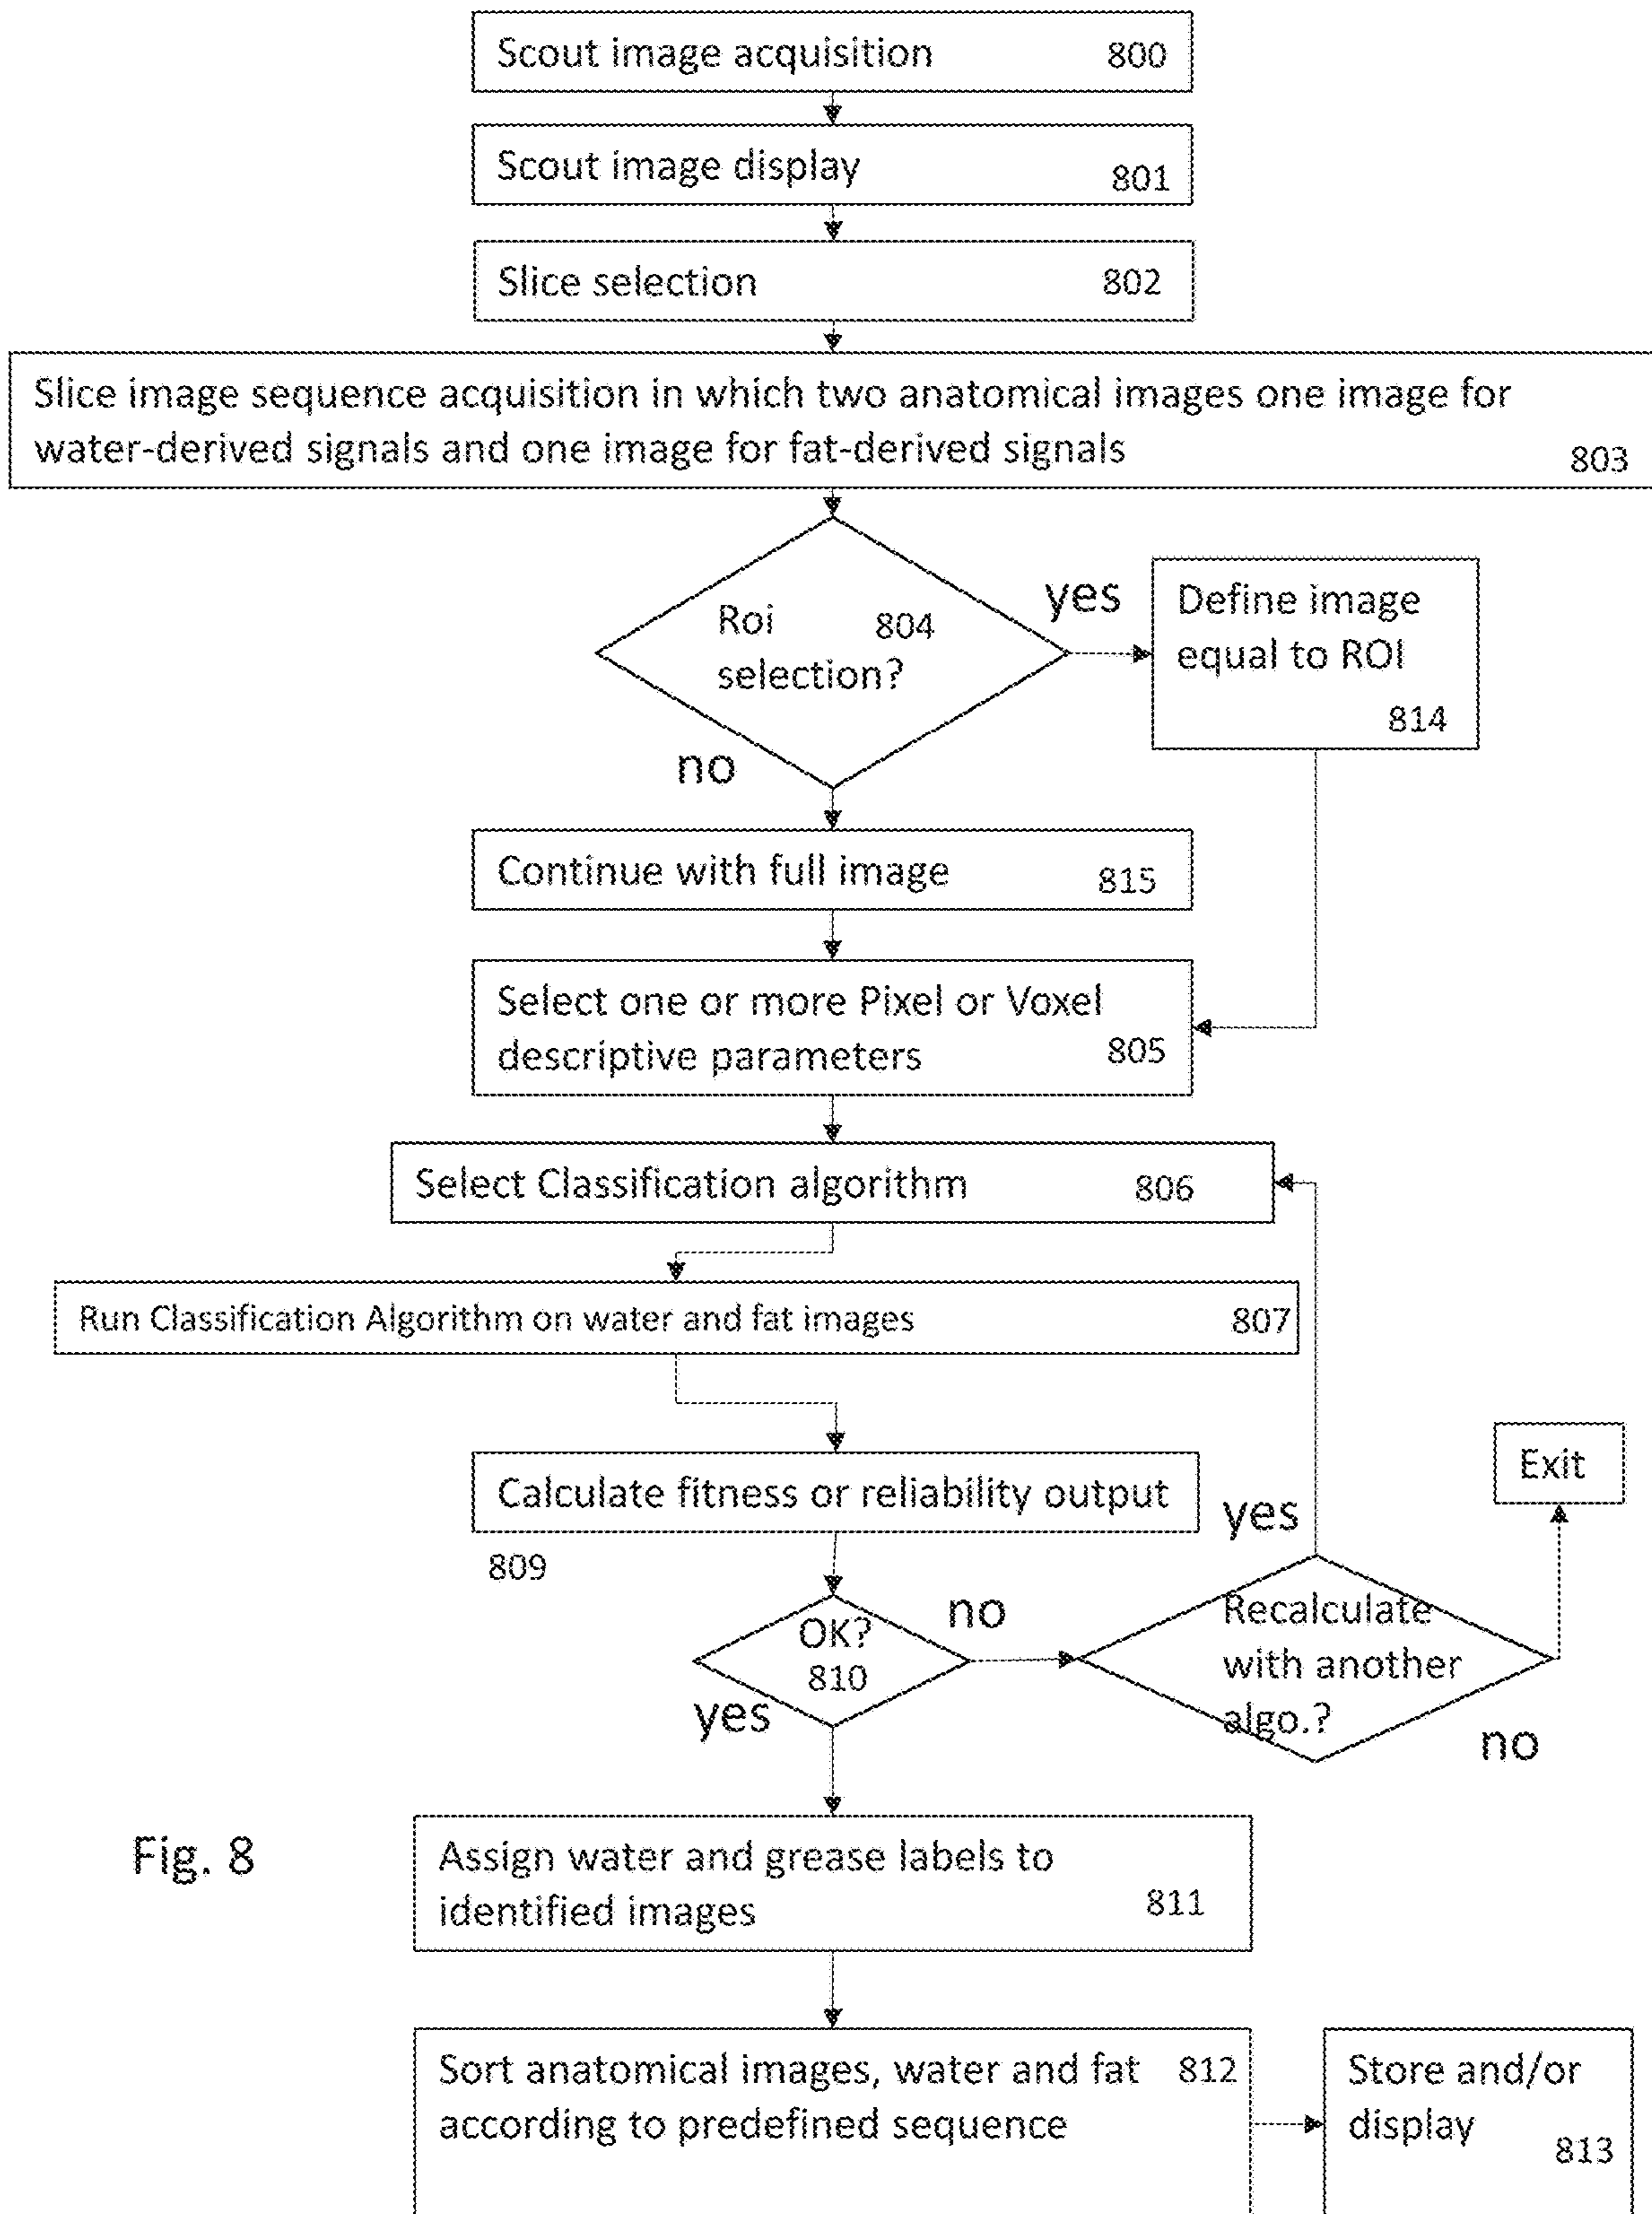 Scout image acquisition 800
Scout image display 801
Slice selection 802
Slice image sequence acquisition in which two anatomical images one image for
water-derived signals and one image for fat-derived signals
803
Roi 804
selection?
yes
Define image
equal to ROI
814
no
Continue with full image 815
Select one or more Pixel or Voxel
descriptive parameters 805
Select Classification algorithm 806
Run Classification Algorithm on water and fat images 807
Calculate fitness or reliability output
809
yes
Exit
OK?
810
no
yes
Recalculate
with another
algo.?
no
Fig. 8
Assign water and grease labels to
identified images 811
Sort anatomical images, water and fat 812
according to predefined sequence
Store and/or
display
813